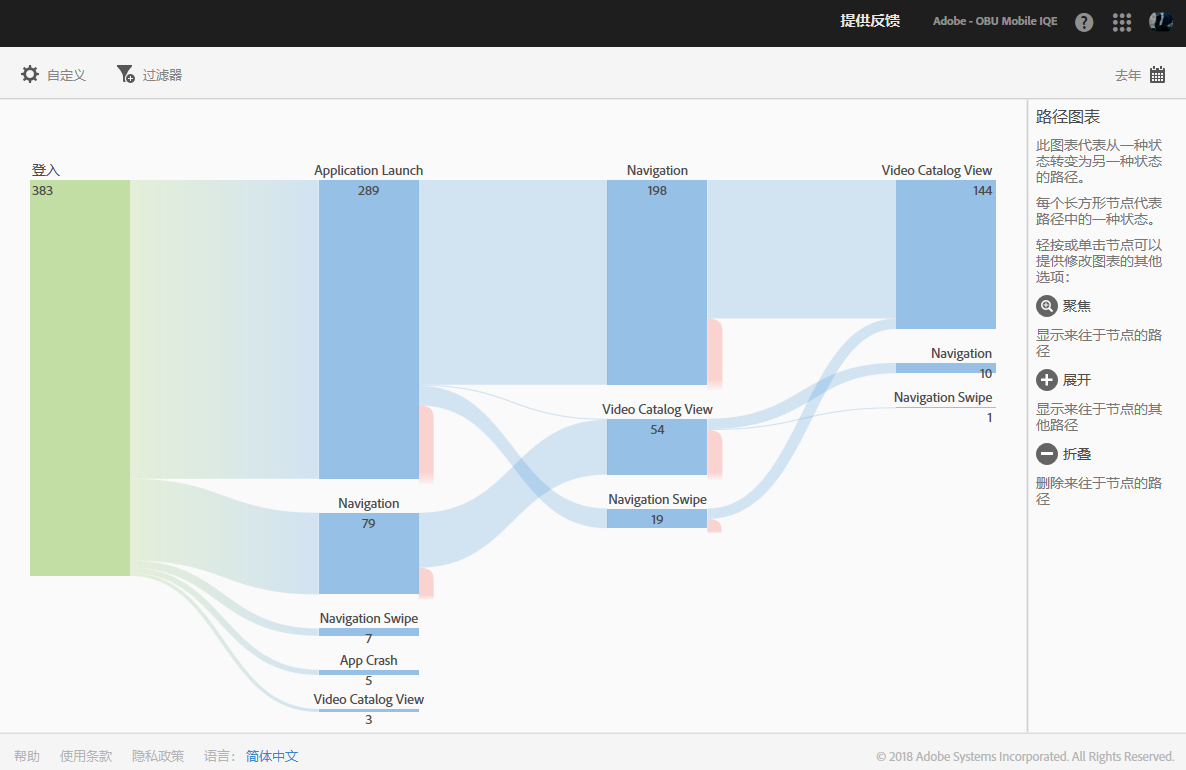 提供反馈
Adobe - OBU Mobile IQE
自定义
过滤器
去年
登入
383
Application Launch
289
Navigation
198
Video Catalog View
144
Navigation
10
Navigation Swipe
1
Video Catalog View
54
Navigation Swipe
19
Navigation
79
Navigation Swipe
7
App Crash
5
Video Catalog View
3
路径图表
此图表代表从一种状
态转变为另一种状态
的路径。
每个长方形节点代表
路径中的一种状态。
轻按或单击节点可以
提供修改图表的其他
选项：
聚焦
显示来往于节点的路
径
展开
显示来往于节点的其
他路径
折叠
删除来往于节点的路
径
帮助
使用条款
隐私政策
语言： 简体中文
© 2018 Adobe Systems Incorporated. All Rights Reserved.